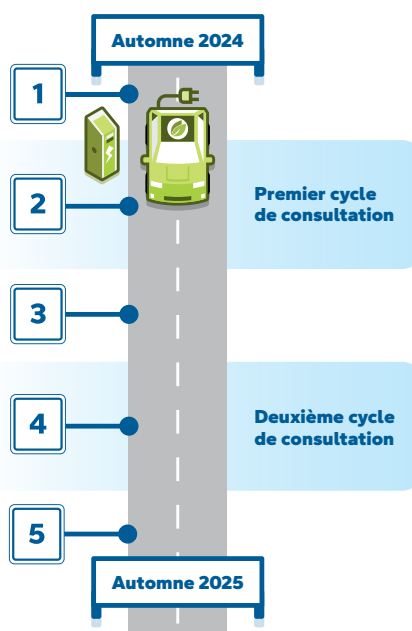 Automne 2024
1
2
Premier cycle
de consultation
3
4
Deuxième cycle
de consultation
5
Automne 2025